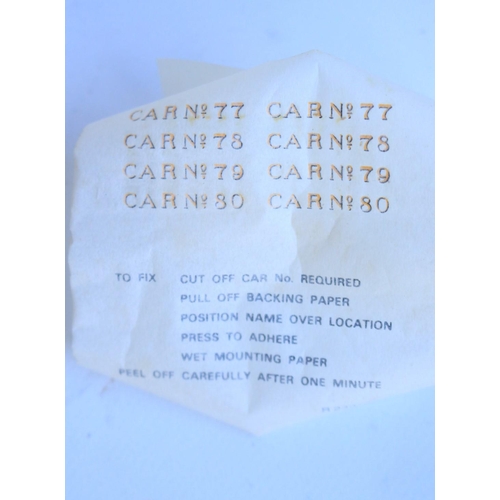 CAR Nº 77 CAR Nº 77
CAR Nº 78 CAR Nº 78
CAR Nº 79 CAR Nº 79
CAR Nº 80 CAR Nº 80
TO FIX CUT OFF CAR No. REQUIRED
PULL OFF BACKING PAPER
POSITION NAME OVER LOCATION
PRESS TO ADHERE
WET MOUNTING PAPER
PEEL OFF CAREFULLY AFTER ONE MINUTE